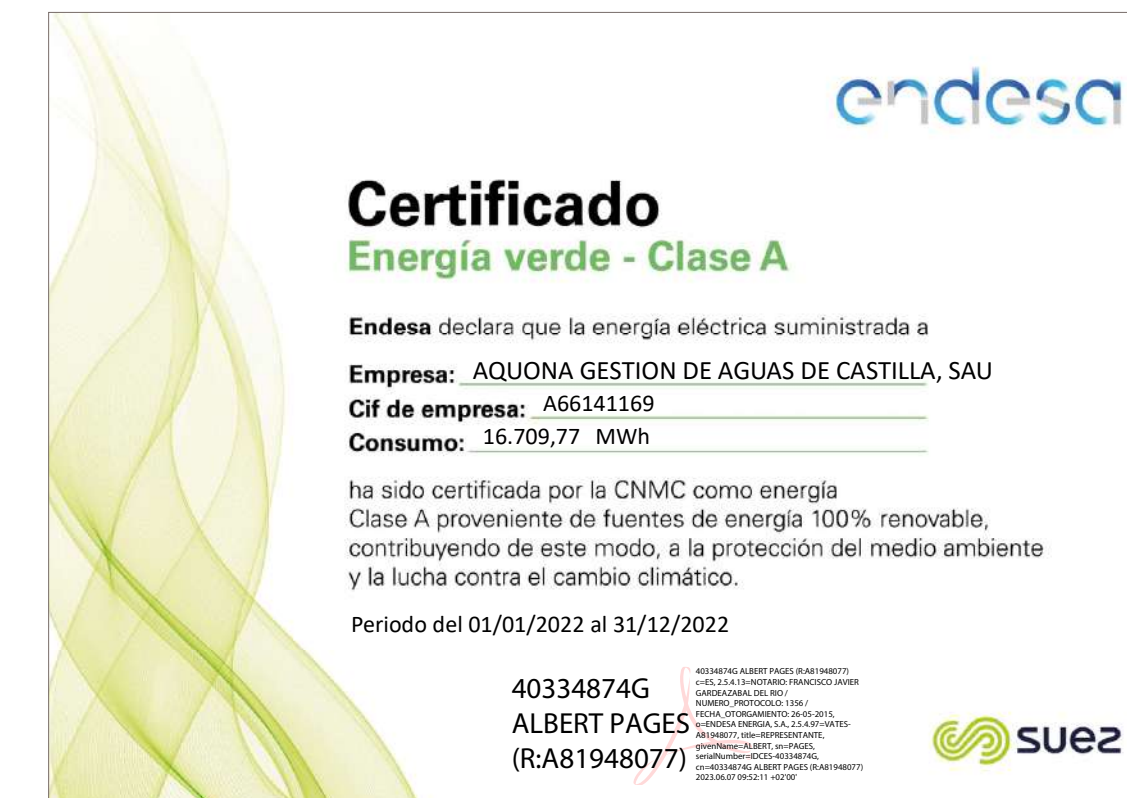 endesa
Certificado
Energía verde - Clase A
Endesa declara que la energía eléctrica suministrada a
Empresa: AQUONA GESTION DE AGUAS DE CASTILLA, SAU
Cif de empresa: A66141169
Consumo: 16.709,77 MWh
ha sido certificada por la CNMC como energía
Clase A proveniente de fuentes de energía 100% renovable,
contribuyendo de este modo, a la protección del medio ambiente
y la lucha contra el cambio climático.
Periodo del 01/01/2022 al 31/12/2022
40334874G
ALBERT PAGES
(R:A81948077)
40334874G ALBERT PAGES (R:A81948077)
c=ES, 2.5.4.13=NOTARIO: FRANCISCO JAVIER
GARDEAZABAL DEL RIO /
NUMERO_PROTOCOLO: 1356 /
FECHA_OTORGAMIENTO: 26-05-2015,
o=ENDESA ENERGIA, S.A., 2.5.4.97=VATES-
A81948077, title=REPRESENTANTE,
givenName=ALBERT, sn=PAGES,
serialNumber=IDCES-40334874G,
cn=40334874G ALBERT PAGES (R:A81948077)
2023.06.07 09:52:11 +02'00'
suez